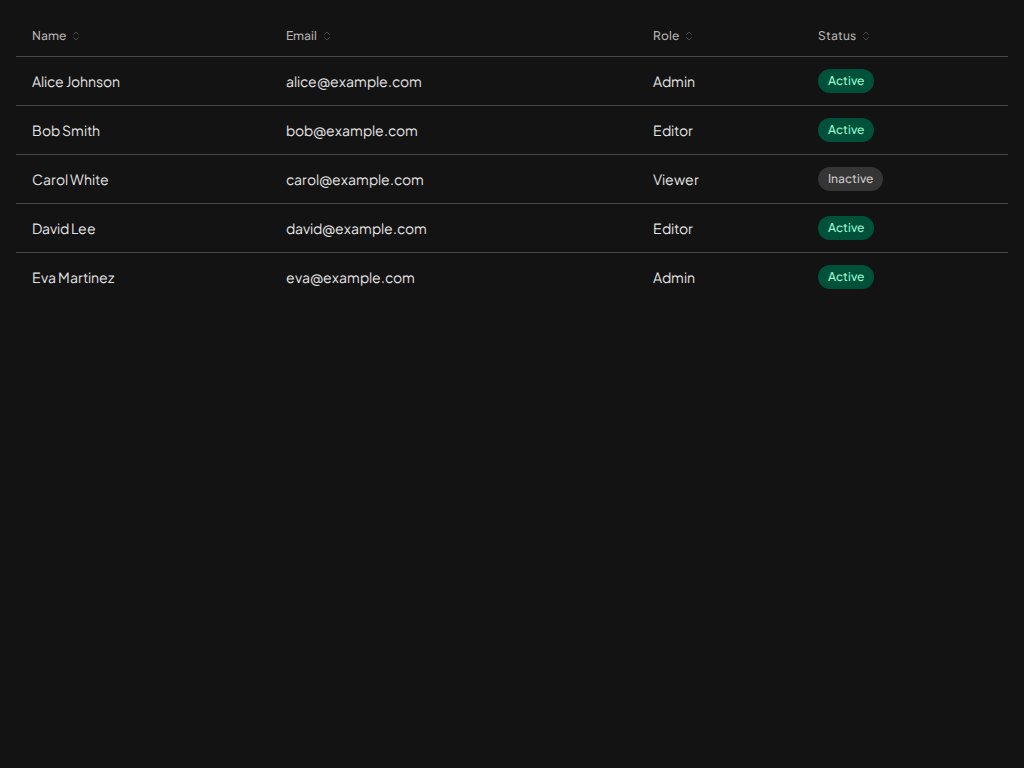 Name Email Role Status
Alice Johnson alice@example.com Admin Active
Bob Smith bob@example.com Editor Active
Carol White carol@example.com Viewer Inactive
David Lee david@example.com Editor Active
Eva Martinez eva@example.com Admin Active